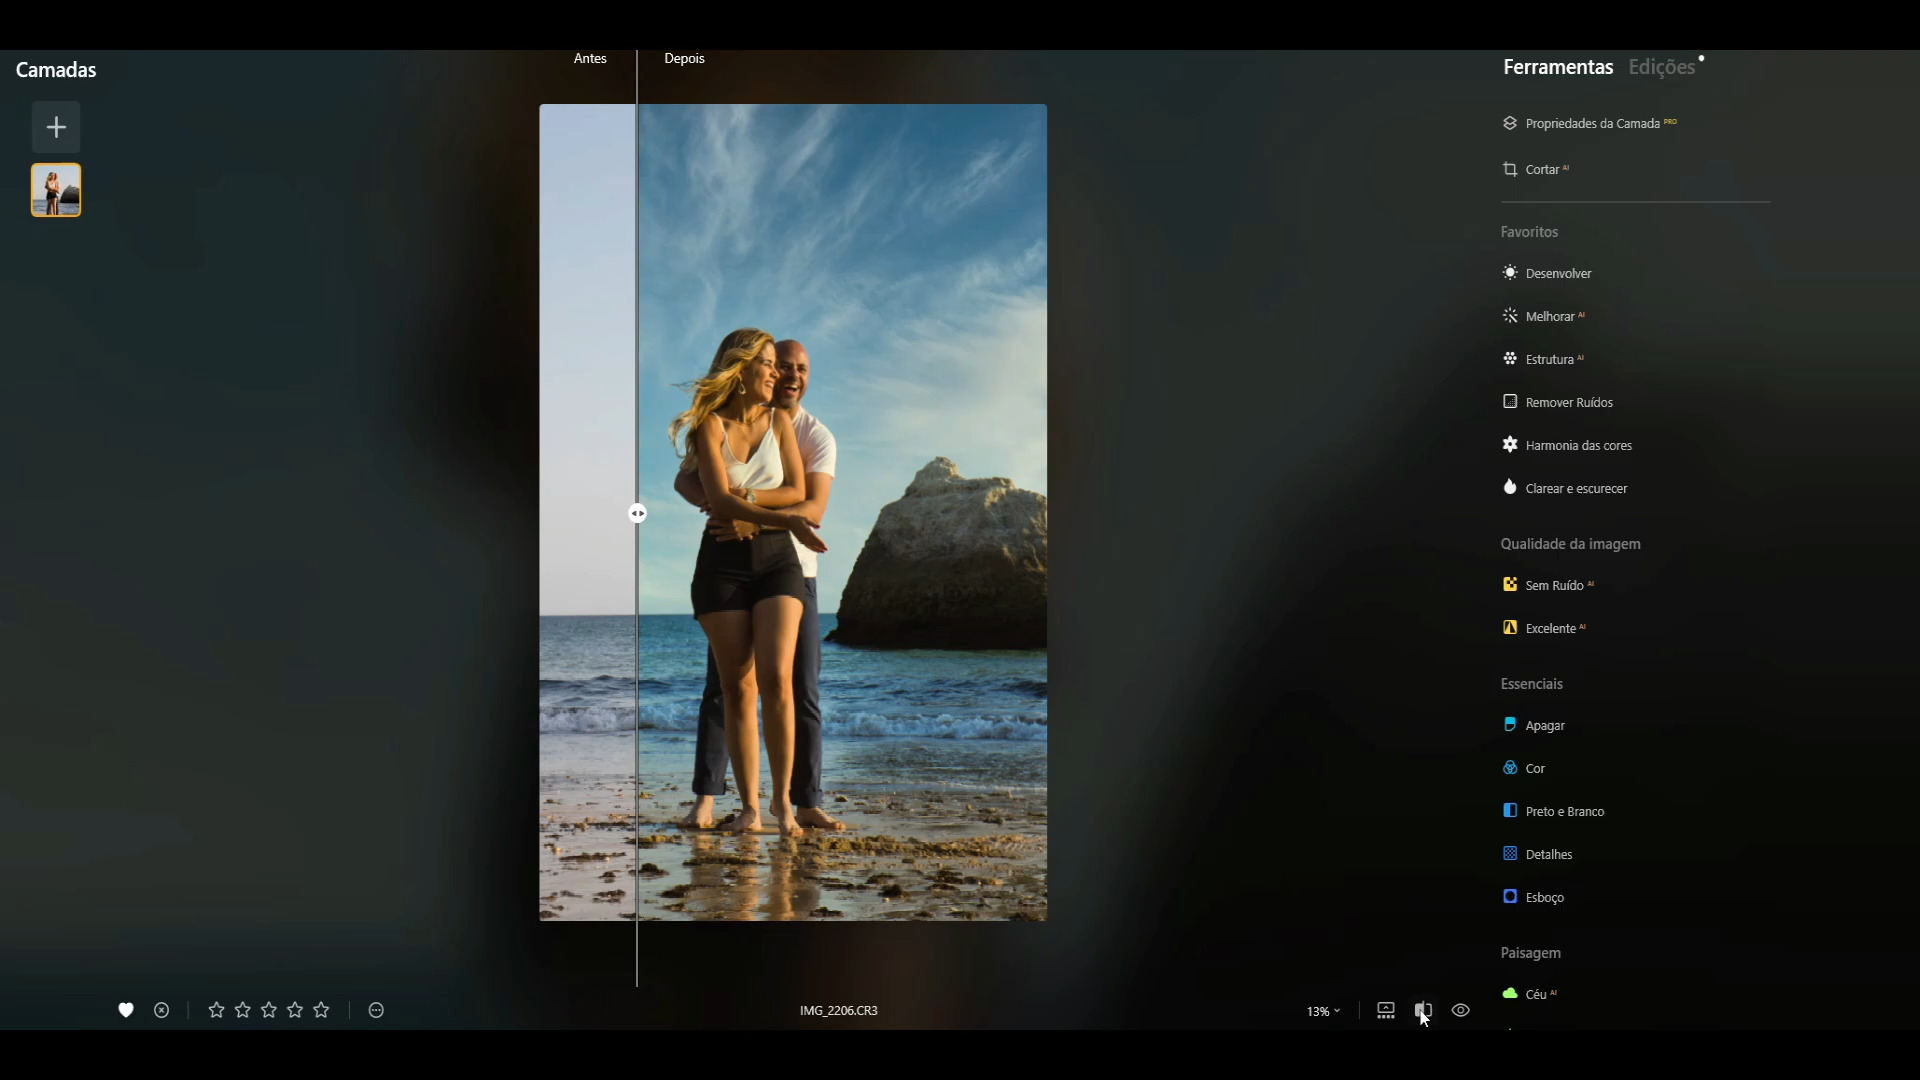 Camadas
Antes
Depois
Ferramentas Edições
Propriedades da Camada PRO
Cortar AI
Favoritos
Desenvolver
Melhorar AI
Estrutura AI
Remover Ruídos
Harmonia das cores
Clarear e escurecer
Qualidade da imagem
Sem Ruído AI
Excelente AI
Essenciais
Apagar
Cor
Preto e Branco
Detalhes
Esboço
Paisagem
Céu AI
IMG_2206.CR3
13%